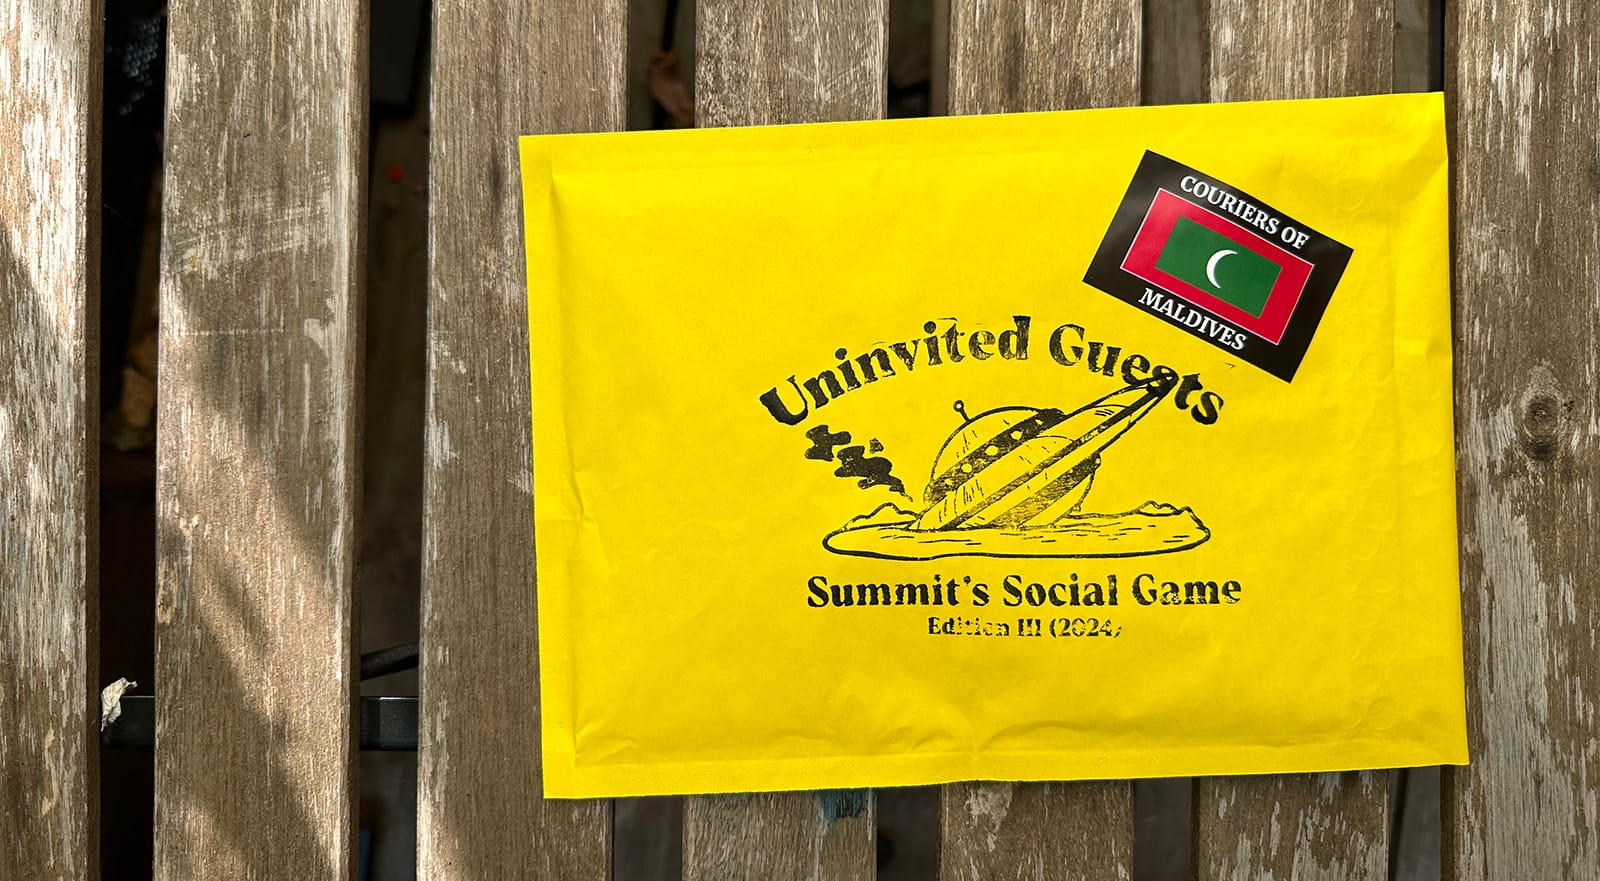 COURIERS OF
MALDIVES
Uninvited Guests
Summit's Social Game
Edition III (2024)